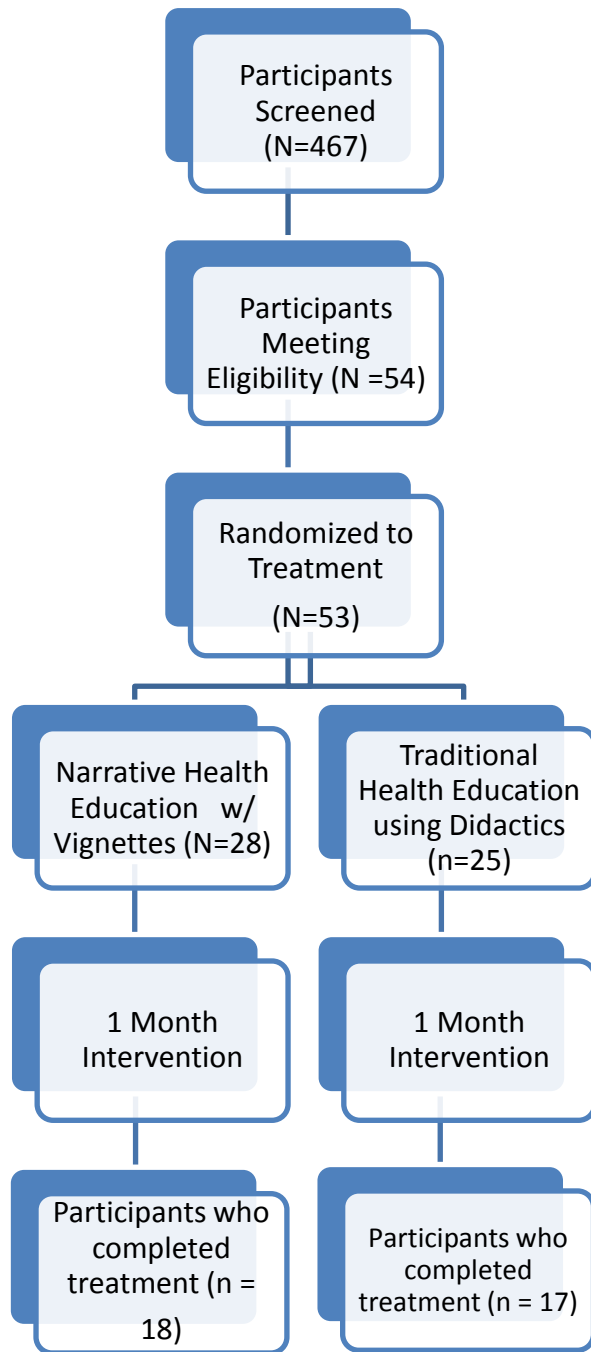 Participants
Screened
(N=467)
Participants
Meeting
Eligibility (N =54)
Randomized to
Treatment
(N=53)
Narrative Health
Education w/
Vignettes (N=28)
Traditional
Health Education
using Didactics
(n=25)
1 Month
Intervention
1 Month
Intervention
Participants who
completed
treatment (n =
18)
Participants who
completed
treatment (n = 17)